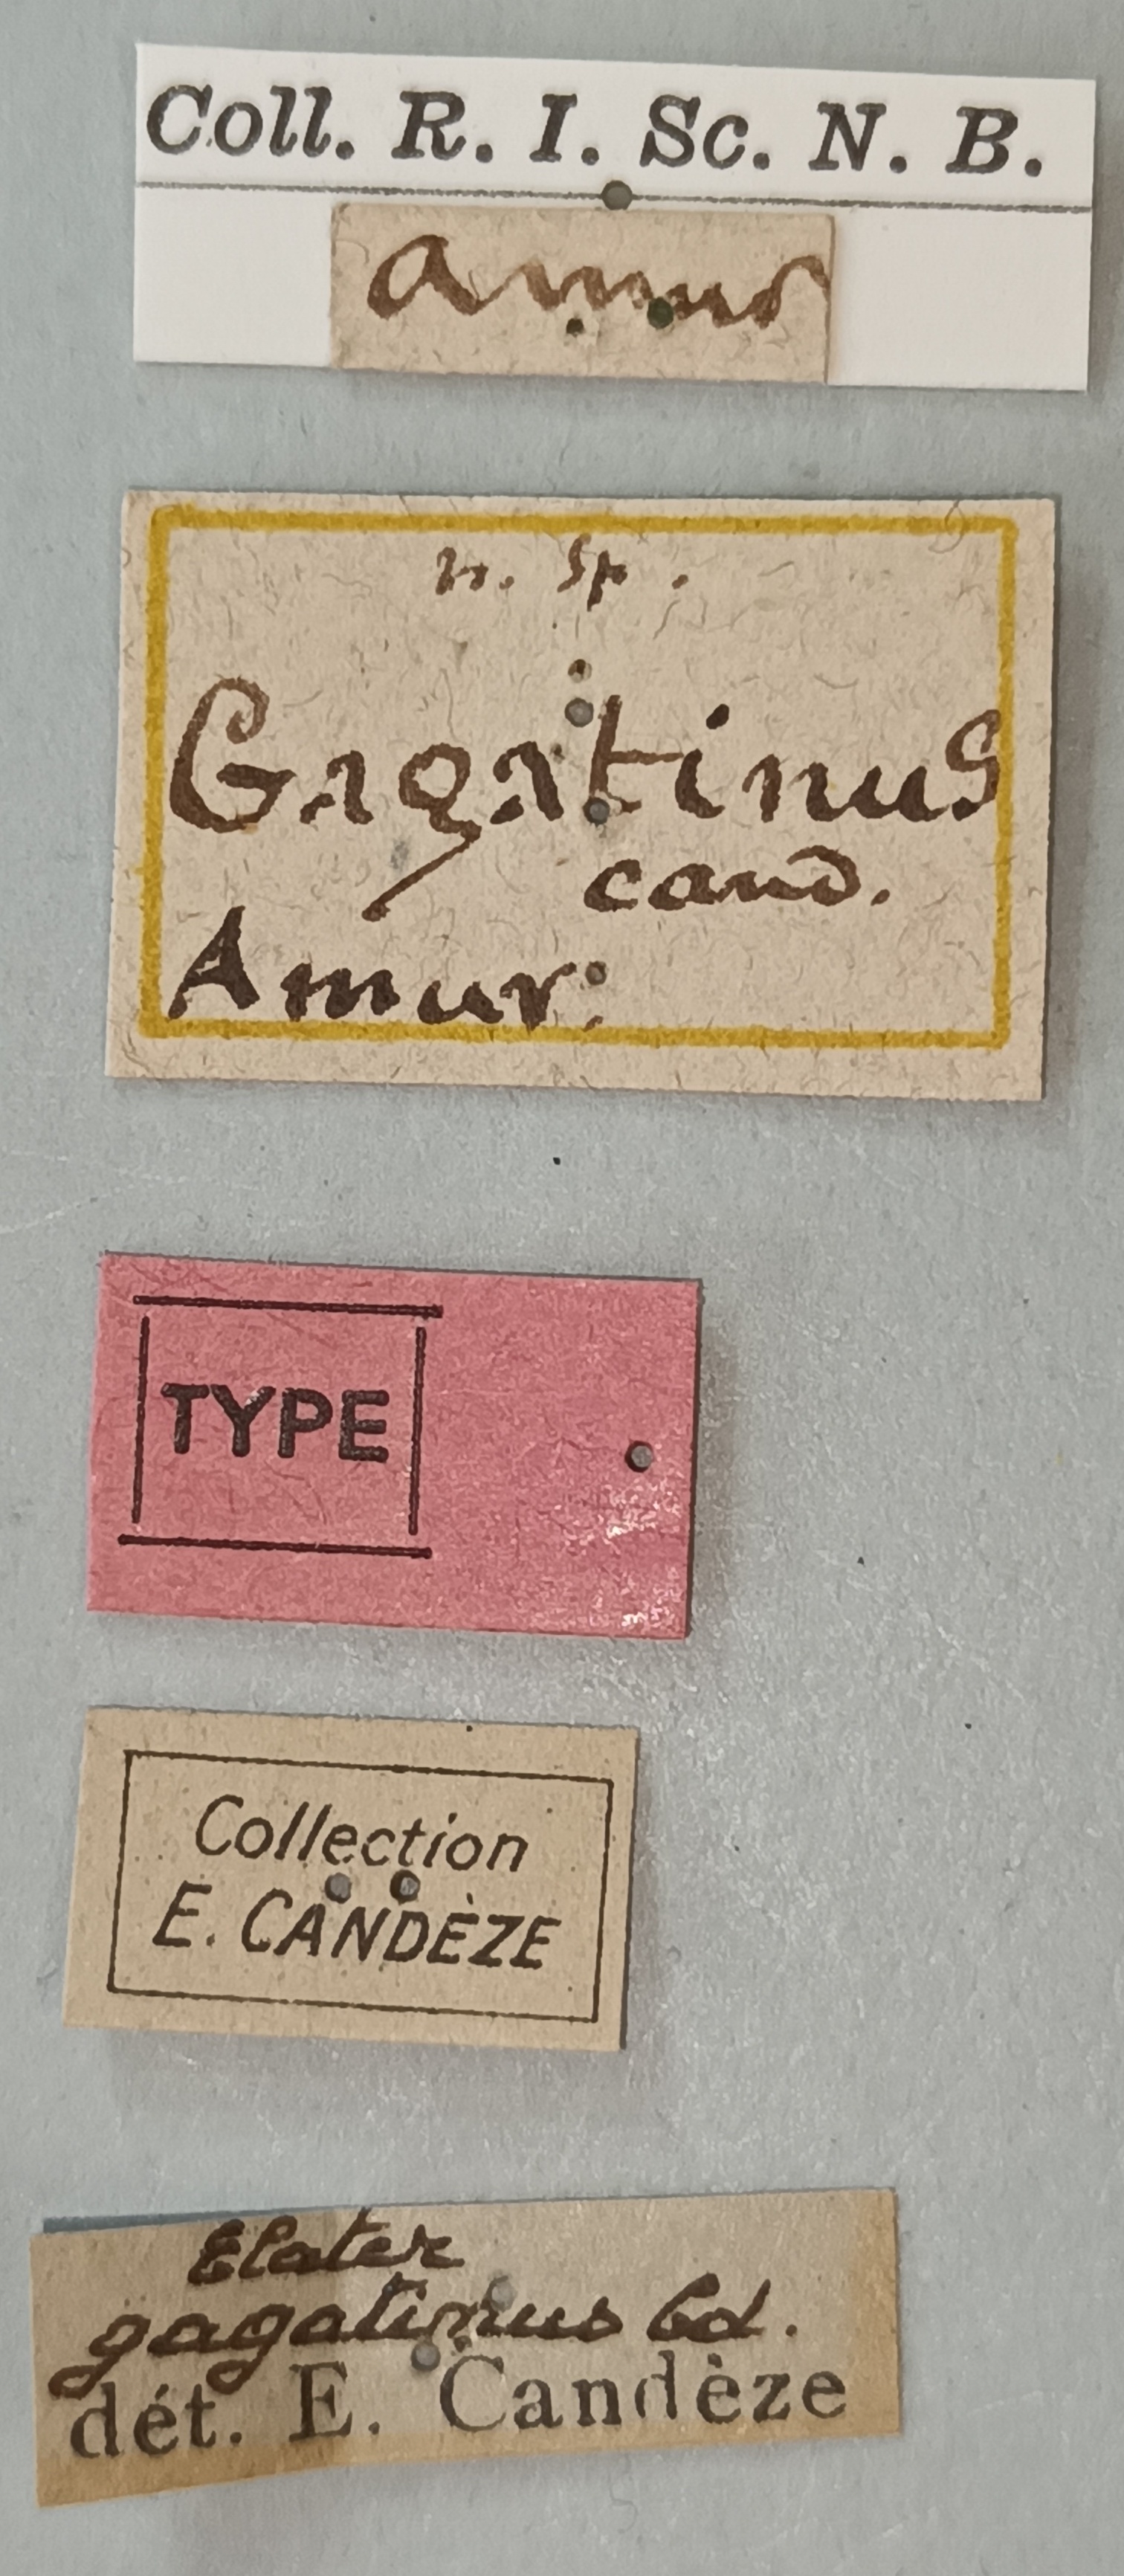 Coll. R. I. Sc. N. B.
Amur
n. sp.
Gagatinus
cand.
Amur.
TYPE
Collection
E. CANDÈZE
Elater
gagatinus Cd.
dét. E. Candèze